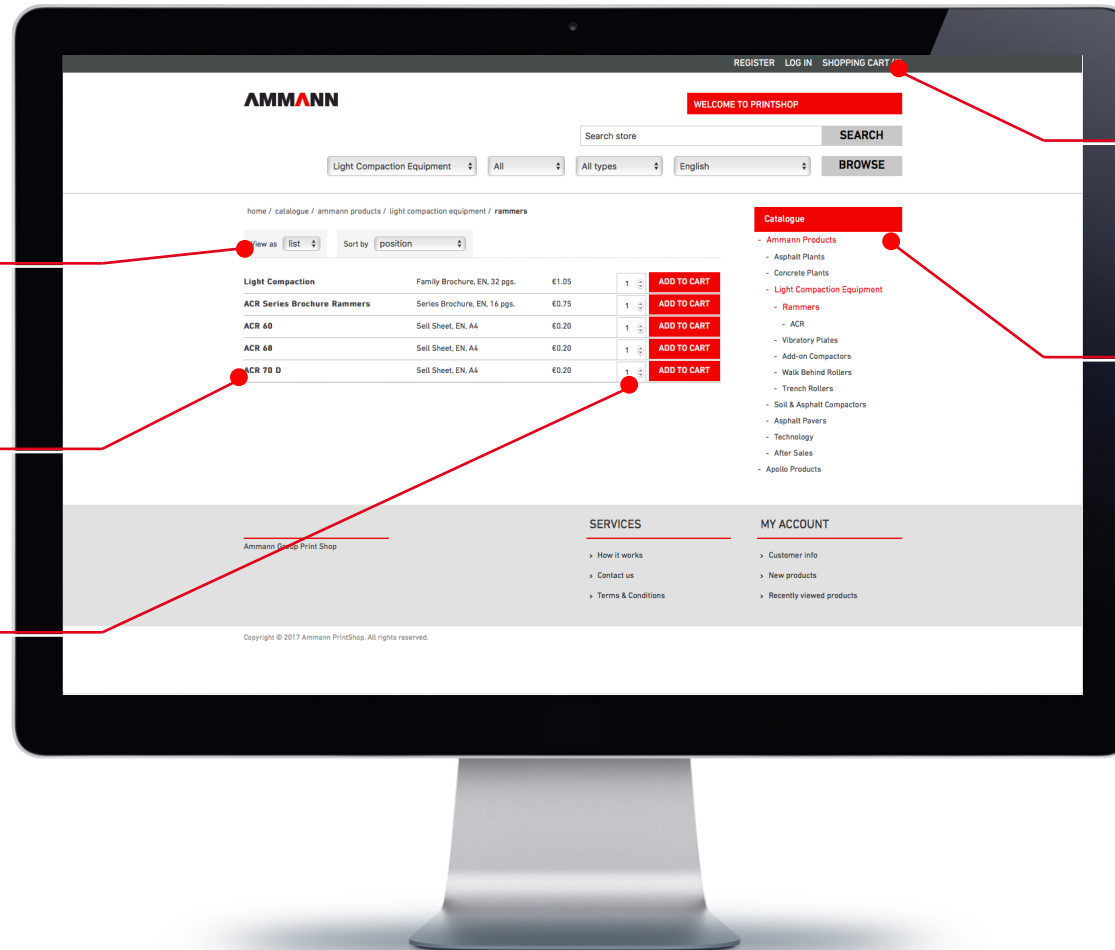 REGISTER LOG IN SHOPPING CART
AMMANN
WELCOME TO PRINTSHOP
Search store SEARCH
Light Compaction Equipment All All types English BROWSE
home / catalogue / ammann products / light compaction equipment / rammers
View as list Sort by position
Light Compaction Family Brochure, EN, 32 pgs. €1.05 1 ADD TO CART
ACR Series Brochure Rammers Series Brochure, EN, 16 pgs. €0.75 1 ADD TO CART
ACR 60 Sell Sheet, EN, A4 €0.20 1 ADD TO CART
ACR 68 Sell Sheet, EN, A4 €0.20 1 ADD TO CART
ACR 70 D Sell Sheet, EN, A4 €0.20 1 ADD TO CART
Catalogue
- Ammann Products
- Asphalt Plants
- Concrete Plants
- Light Compaction Equipment
- Rammers
- ACR
- Vibratory Plates
- Add-on Compactors
- Walk Behind Rollers
- Trench Rollers
- Soil & Asphalt Compactors
- Asphalt Pavers
- Technology
- After Sales
- Apollo Products
Ammann Group Print Shop
SERVICES
› How it works
› Contact us
› Terms & Conditions
MY ACCOUNT
› Customer info
› New products
› Recently viewed products
Copyright © 2017 Ammann PrintShop. All rights reserved.